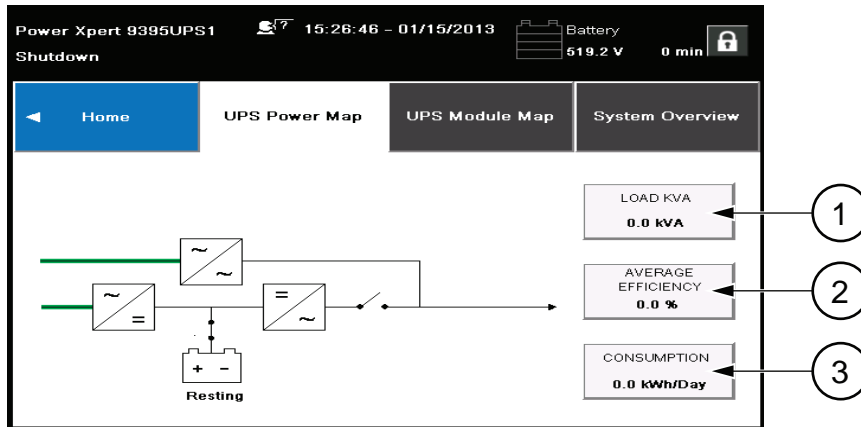 Power Xpert 9395UPS1
? 15:26:46 - 01/15/2013
Battery
Shutdown
519.2 V 0 min
Home
UPS Power Map
UPS Module Map
System Overview
LOAD KVA
0.0 kVA
1
~
~
AVERAGE
EFFICIENCY
0.0 %
2
~
=
=
~
CONSUMPTION
0.0 kWh/Day
3
+ -
Resting